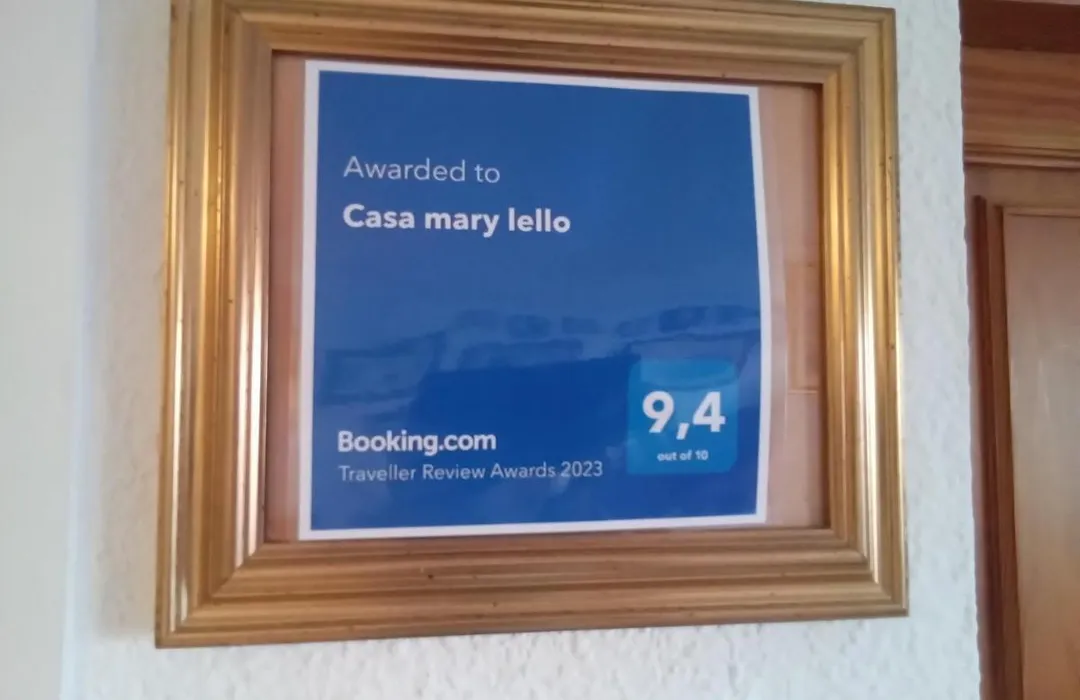 Awarded to
Casa mary lello
9,4
out of 10
Booking.com
Traveller Review Awards 2023